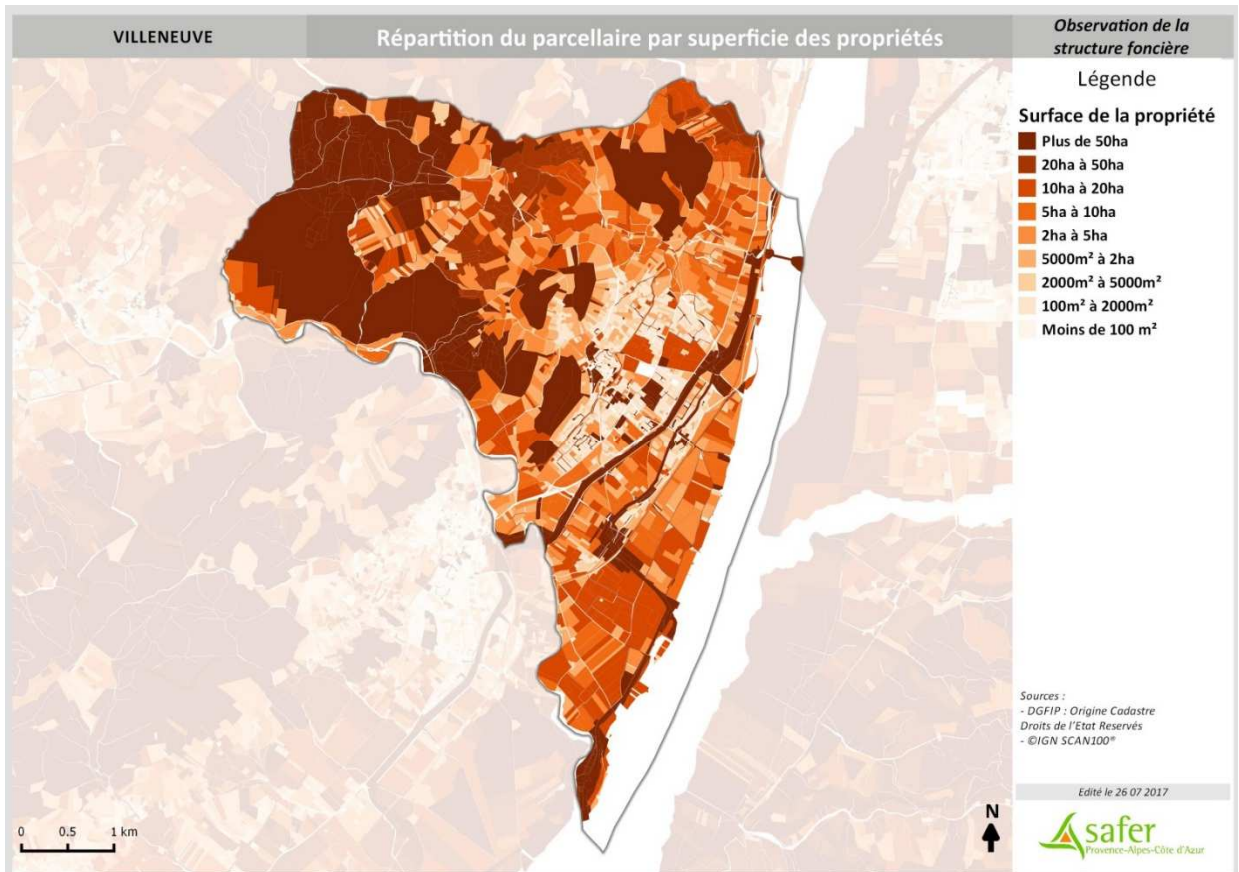 VILLENEUVE
Répartition du parcellaire par superficie des propriétés
Observation de la
structure foncière
Légende
Surface de la propriété
Plus de 50ha
20ha à 50ha
10ha à 20ha
5ha à 10ha
2ha à 5ha
5000m² à 2ha
2000m² à 5000m²
100m² à 2000m²
Moins de 100 m²
Sources :
- DGFIP : Origine Cadastre
Droits de l'Etat Reservés
- ©IGN SCAN100®
Edité le 26 07 2017
0 0.5 1 km
N
safer
Provence-Alpes-Côte d'Azur